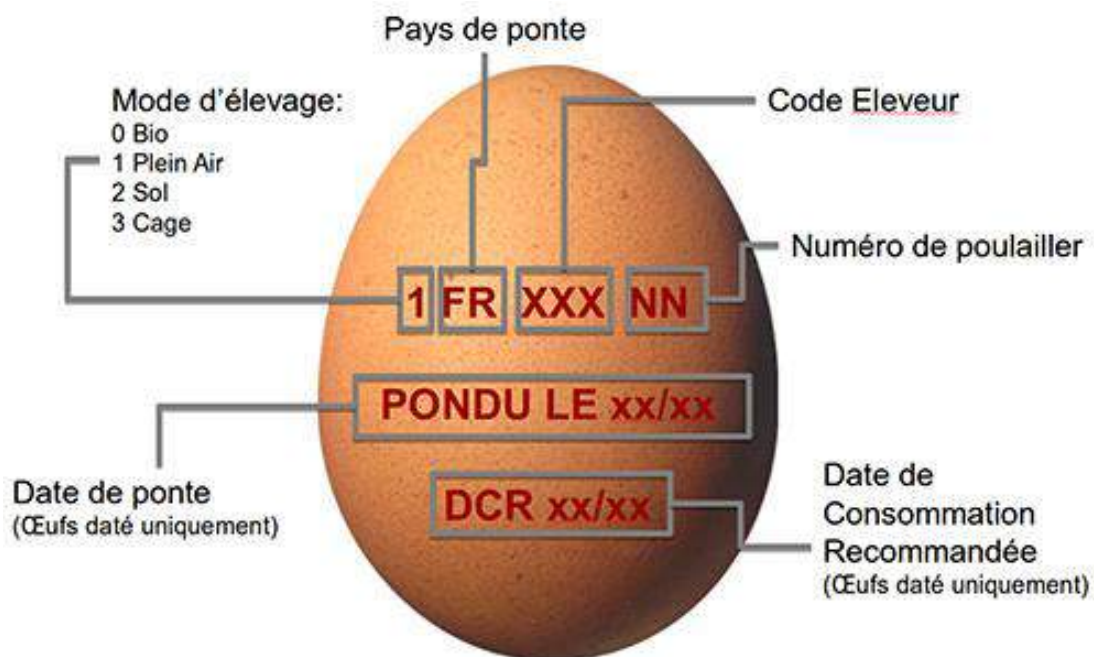 Pays de ponte
Mode d'élevage:
0 Bio
1 Plein Air
2 Sol
3 Cage
Code Eleveur
Numéro de poulailler
1 FR XXX NN
PONDU LE xx/xx
DCR xx/xx
Date de ponte
(Œufs daté uniquement)
Date de
Consommation
Recommandée
(Œufs daté uniquement)